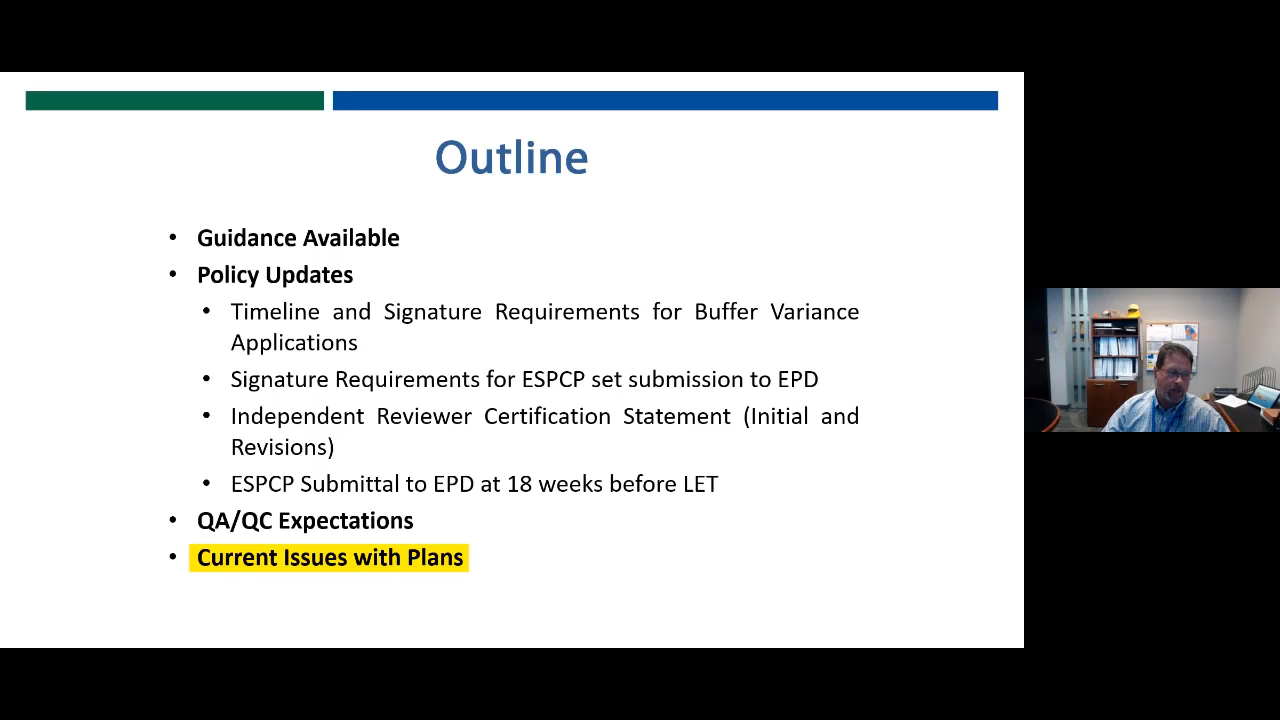 Outline
• Guidance Available
• Policy Updates
• Timeline and Signature Requirements for Buffer Variance
Applications
• Signature Requirements for ESPCP set submission to EPD
• Independent Reviewer Certification Statement (Initial and
Revisions)
• ESPCP Submittal to EPD at 18 weeks before LET
• QA/QC Expectations
• Current Issues with Plans